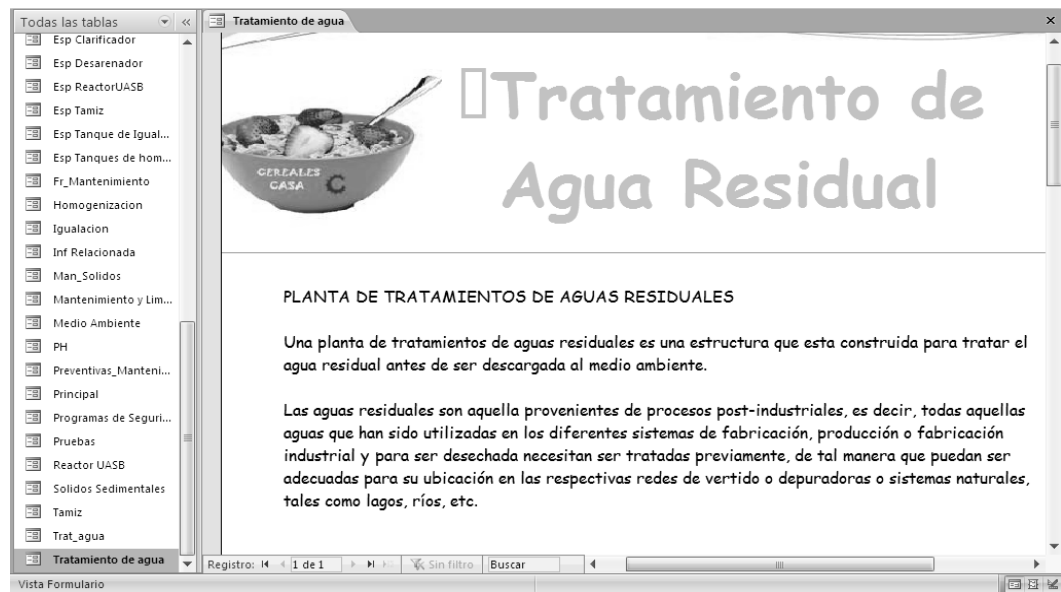 Todas las tablas
«
Tratamiento de agua
×
Esp Clarificador
Esp Desarenador
Esp ReactorUASB
Esp Tamiz
Esp Tanque de Igual...
Esp Tanques de hom...
Fr_Mantenimiento
Homogenizacion
Igualacion
Inf Relacionada
Man_Solidos
Mantenimiento y Lim...
Medio Ambiente
PH
Preventivas_Manteni...
Principal
Programas de Seguri...
Pruebas
Reactor UASB
Solidos Sedimentales
Tamiz
Trat_agua
Tratamiento de agua
CEREALES
CASA C
Tratamiento de
Agua Residual
PLANTA DE TRATAMIENTOS DE AGUAS RESIDUALES
Una planta de tratamientos de aguas residuales es una estructura que esta construida para tratar el
agua residual antes de ser descargada al medio ambiente.
Las aguas residuales son aquella provenientes de procesos post-industriales, es decir, todas aquellas
aguas que han sido utilizadas en los diferentes sistemas de fabricación, producción o fabricación
industrial y para ser desechada necesitan ser tratadas previamente, de tal manera que puedan ser
adecuadas para su ubicación en las respectivas redes de vertido o depuradoras o sistemas naturales,
tales como lagos, ríos, etc.
Registro: 1 de 1 Sin filtro Buscar
Vista Formulario